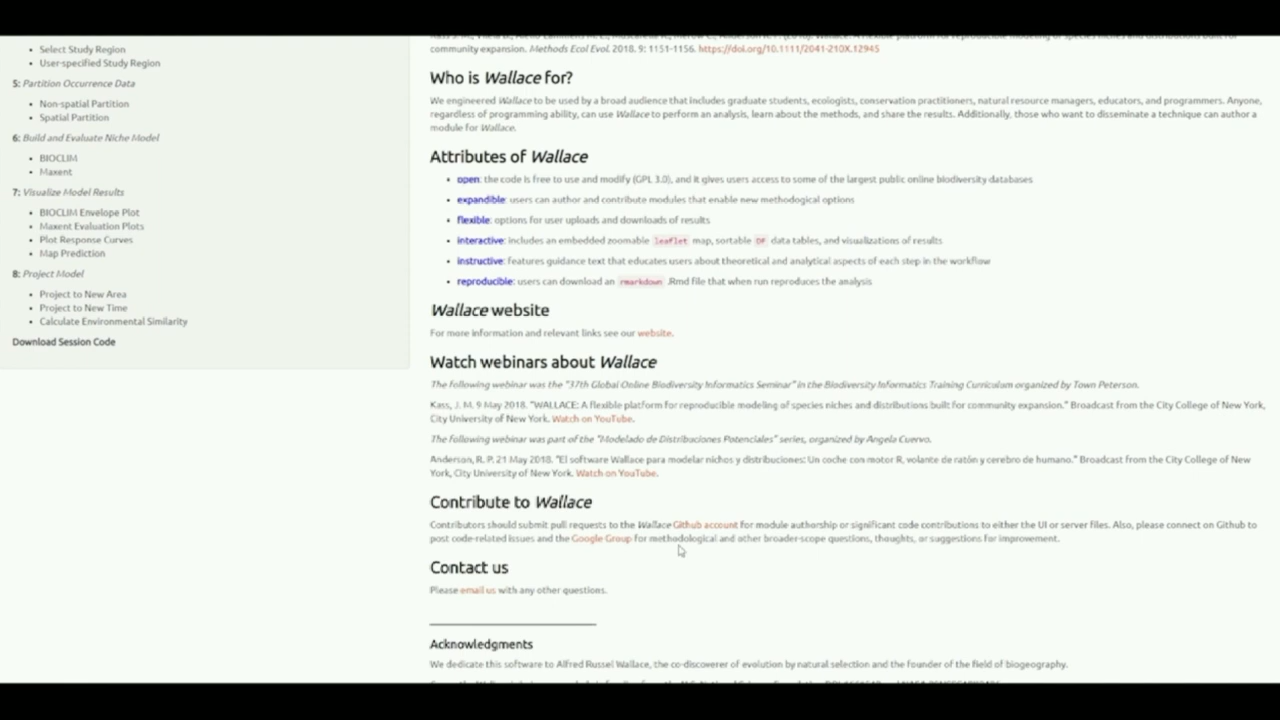 Select Study Region
User-specified Study Region
5: Partition Occurrence Data
Non-spatial Partition
Spatial Partition
6: Build and Evaluate Niche Model
BIOCLIM
Maxent
7: Visualize Model Results
BIOCLIM Envelope Plot
Maxent Evaluation Plots
Plot Response Curves
Map Prediction
8: Project Model
Project to New Area
Project to New Time
Calculate Environmental Similarity
Download Session Code
community expansion. Methods Ecol Evol. 2018. 9: 1151-1156. https://doi.org/10.1111/2041-210X.12945
Who is Wallace for?
We engineered Wallace to be used by a broad audience that includes graduate students, ecologists, conservation practitioners, natural resource managers, educators, and programmers. Anyone,
regardless of programming ability, can use Wallace to perform an analysis, learn about the methods, and share the results. Additionally, those who want to disseminate a technique can author a
module for Wallace.
Attributes of Wallace
open: the code is free to use and modify (GPL 3.0), and it gives users access to some of the largest public online biodiversity databases
expandible: users can author and contribute modules that enable new methodological options
flexible: options for user uploads and downloads of results
interactive: includes an embedded zoomable leaflet map, sortable DF data tables, and visualizations of results
instructive: features guidance text that educates users about theoretical and analytical aspects of each step in the workflow
reproducible: users can download an rmarkdown .Rmd file that when run reproduces the analysis
Wallace website
For more information and relevant links see our website.
Watch webinars about Wallace
The following webinar was the "37th Global Online Biodiversity Informatics Seminar" in the Biodiversity Informatics Training Curriculum organized by Town Peterson.
Kass, J. M. 9 May 2018. "WALLACE: A flexible platform for reproducible modeling of species niches and distributions built for community expansion." Broadcast from the City College of New York,
City University of New York. Watch on YouTube.
The following webinar was part of the "Modelado de Distribuciones Potenciales" series, organized by Angela Cuervo.
Anderson, R. P. 21 May 2018. "El software Wallace para modelar nichos y distribuciones: Un coche con motor R, volante de ratón y cerebro de humano." Broadcast from the City College of New
York, City University of New York. Watch on YouTube.
Contribute to Wallace
Contributors should submit pull requests to the Wallace Github account for module authorship or significant code contributions to either the UI or server files. Also, please connect on Github to
post code-related issues and the Google Group for methodological and other broader-scope questions, thoughts, or suggestions for improvement.
Contact us
Please email us with any other questions.
Acknowledgments
We dedicate this software to Alfred Russel Wallace, the co-discoverer of evolution by natural selection and the founder of the field of biogeography.